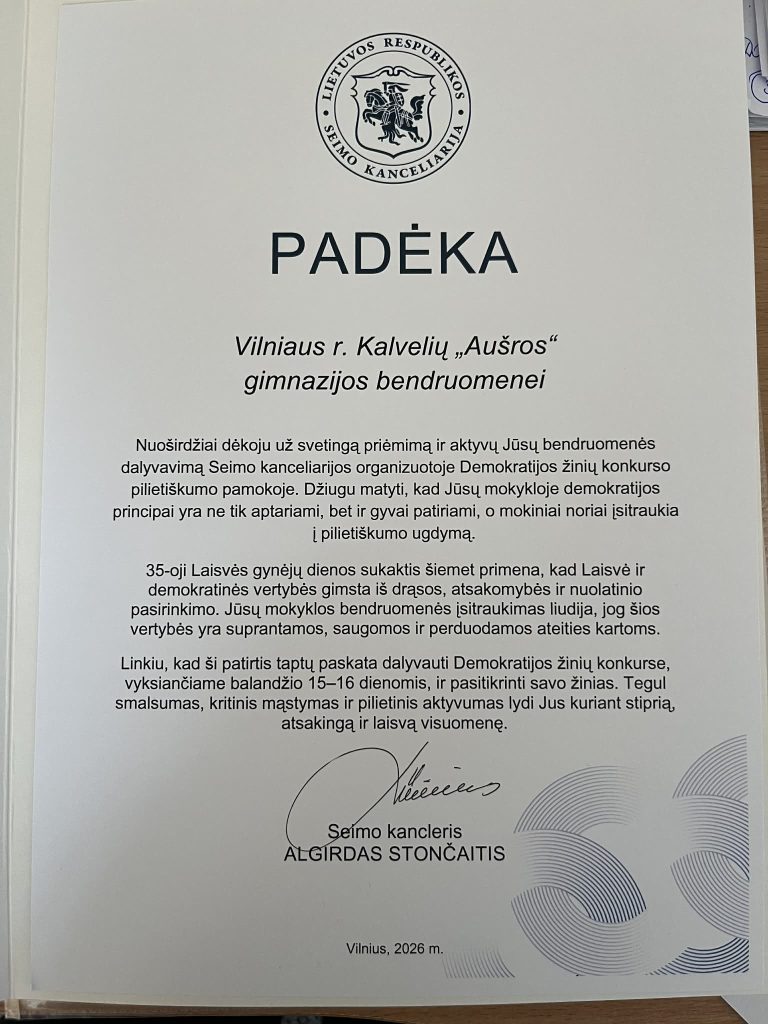 LIETUVOS RESPUBLIKOS
SEIMO KANCELIARIJA
PADĖKA
Vilniaus r. Kalvelių „Aušros“
gimnazijos bendruomenei
Nuoširdžiai dėkoju už svetingą priėmimą ir aktyvų Jūsų bendruomenės
dalyvavimą Seimo kanceliarijos organizuotoje Demokratijos žinių konkurso
pilietiškumo pamokoje. Džiugu matyti, kad Jūsų mokykloje demokratijos
principai yra ne tik aptariami, bet ir gyvai patiriami, o mokiniai noriai įsitraukia
į pilietiškumo ugdymą.
35-oji Laisvės gynėjų dienos sukaktis šiemet primena, kad Laisvė ir
demokratinės vertybės gimsta iš drąsos, atsakomybės ir nuolatinio
pasirinkimo. Jūsų mokyklos bendruomenės įsitraukimas liudija, jog šios
vertybės yra suprantamos, saugomos ir perduodamos ateities kartoms.
Linkiu, kad ši patirtis taptų paskata dalyvauti Demokratijos žinių konkurse,
vyksiančiame balandžio 15–16 dienomis, ir pasitikrinti savo žinias. Tegul
smalsumas, kritinis mąstymas ir pilietinis aktyvumas lydi Jus kuriant stiprią,
atsakingą ir laisvą visuomenę.
Seimo kancleris
ALGIRDAS STONČAITIS
Vilnius, 2026 m.